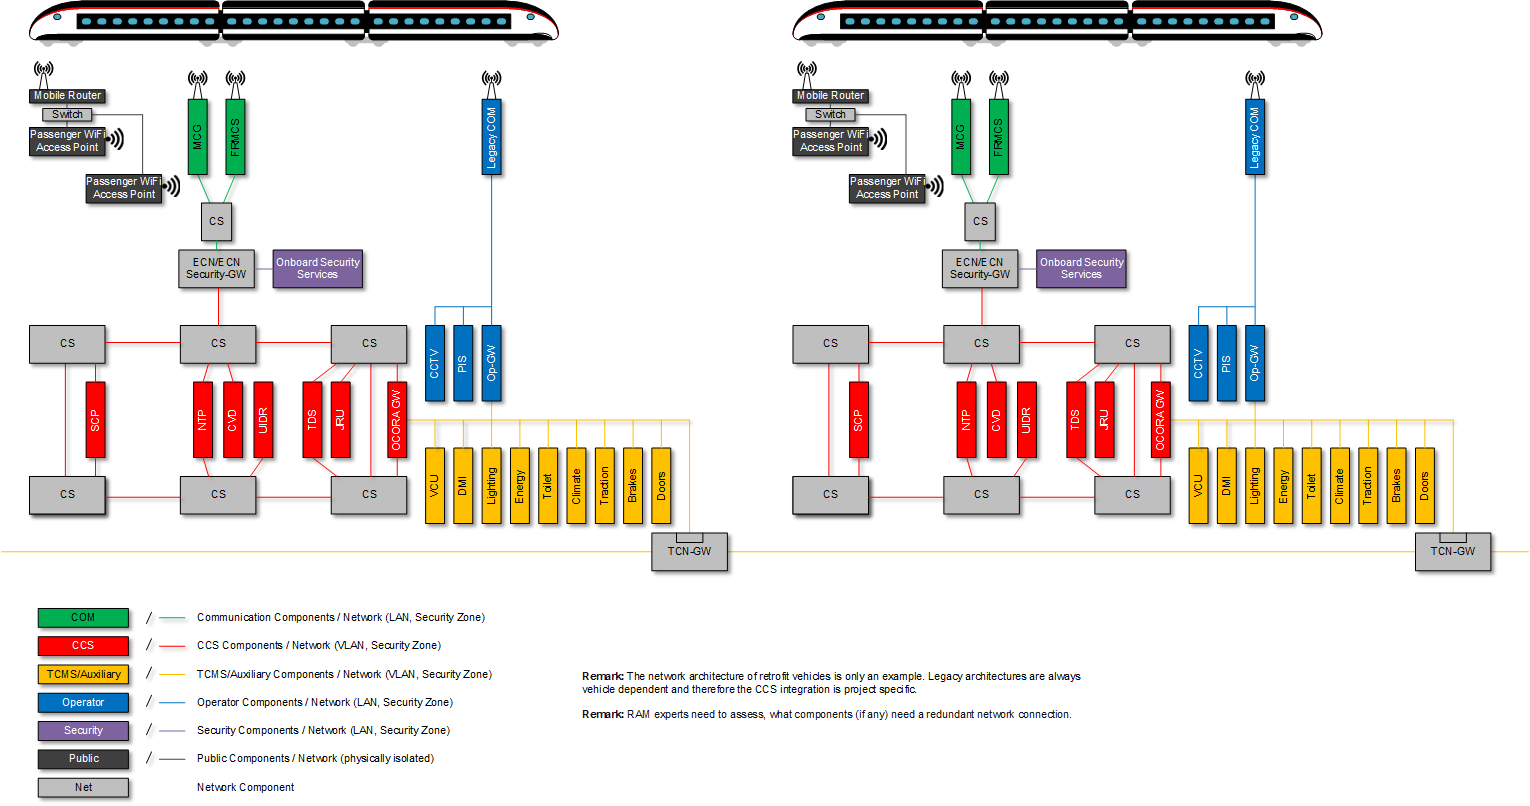 Mobile Router
Switch
Passenger WiFi
Access Point
Passenger WiFi
Access Point
MCG
FRMCS
Legacy COM
CS
ECN/ECN
Security-GW
Onboard Security
Services
CS
CS
CS
CCTV
PIS
Op-GW
SCP
NTP
CVD
UIDR
TDS
JRU
OCORA GW
VCU
DMI
Lighting
Energy
Toilet
Climate
Traction
Brakes
Doors
CS
CS
CS
TCN-GW
Mobile Router
Switch
Passenger WiFi
Access Point
Passenger WiFi
Access Point
MCG
FRMCS
Legacy COM
CS
ECN/ECN
Security-GW
Onboard Security
Services
CS
CS
CS
CCTV
PIS
Op-GW
SCP
NTP
CVD
UIDR
TDS
JRU
OCORA GW
VCU
DMI
Lighting
Energy
Toilet
Climate
Traction
Brakes
Doors
CS
CS
CS
TCN-GW
COM / Communication Components / Network (LAN, Security Zone)
CCS / CCS Components / Network (VLAN, Security Zone)
TCMS/Auxiliary / TCMS/Auxiliary Components / Network (VLAN, Security Zone)
Operator / Operator Components / Network (LAN, Security Zone)
Security / Security Components / Network (LAN, Security Zone)
Public / Public Components / Network (physically isolated)
Net Network Component
Remark: The network architecture of retrofit vehicles is only an example. Legacy architectures are always
vehicle dependent and therefore the CCS integration is project specific.
Remark: RAM experts need to assess, what components (if any) need a redundant network connection.